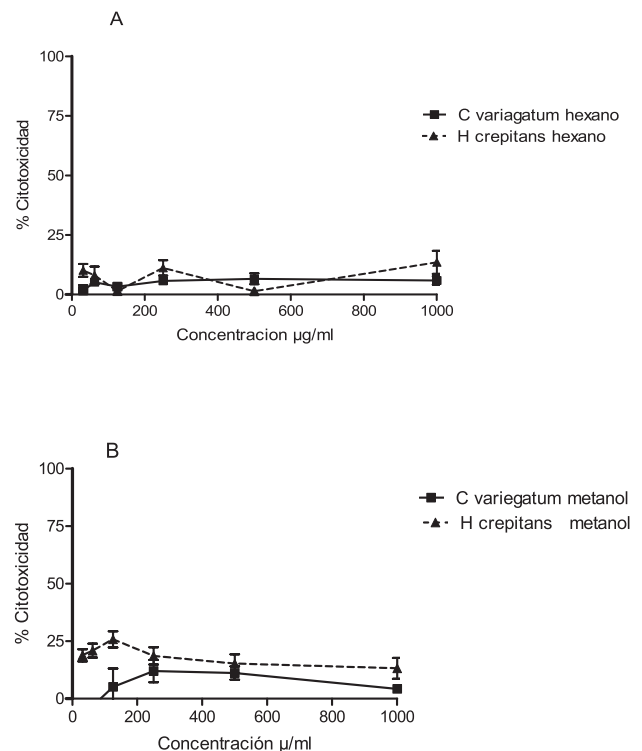 A
100
75
50
25
0
% Citotoxicidad
0 200 400 600 800 1000
Concentracion µg/ml
C variagatum hexano
H crepitans hexano
B
100
75
50
25
0
% Citotoxicidad
0 200 400 600 800 1000
Concentración µ/ml
C variegatum metanol
H crepitans metanol